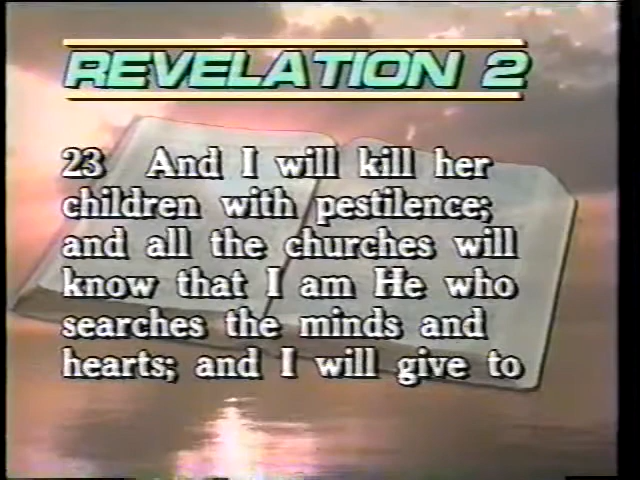 REVELATION 2
23 And I will kill her
children with pestilence;
and all the churches will
know that I am He who
searches the minds and
hearts; and I will give to